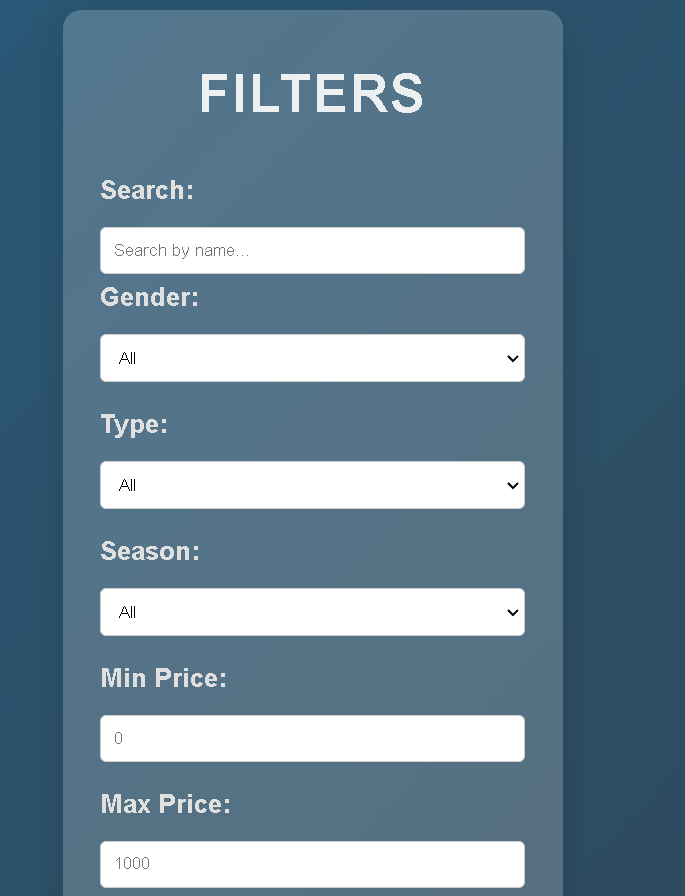 FILTERS
Search:
Search by name...
Gender:
All
Type:
All
Season:
All
Min Price:
0
Max Price:
1000